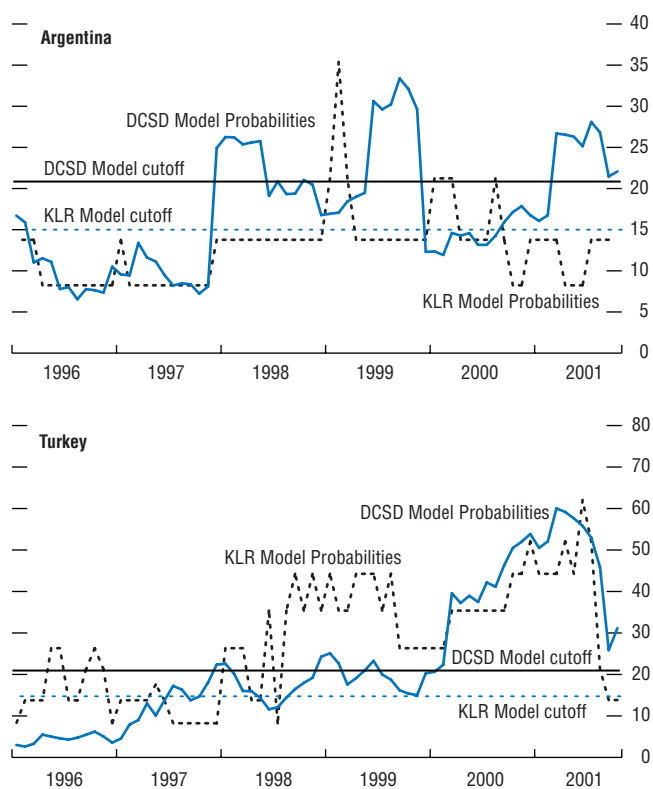 Argentina
40
35
30
25
20
15
10
5
0
DCSD Model Probabilities
DCSD Model cutoff
KLR Model cutoff
KLR Model Probabilities
1996 1997 1998 1999 2000 2001
Turkey
80
70
60
50
40
30
20
10
0
DCSD Model Probabilities
KLR Model Probabilities
DCSD Model cutoff
KLR Model cutoff
1996 1997 1998 1999 2000 2001